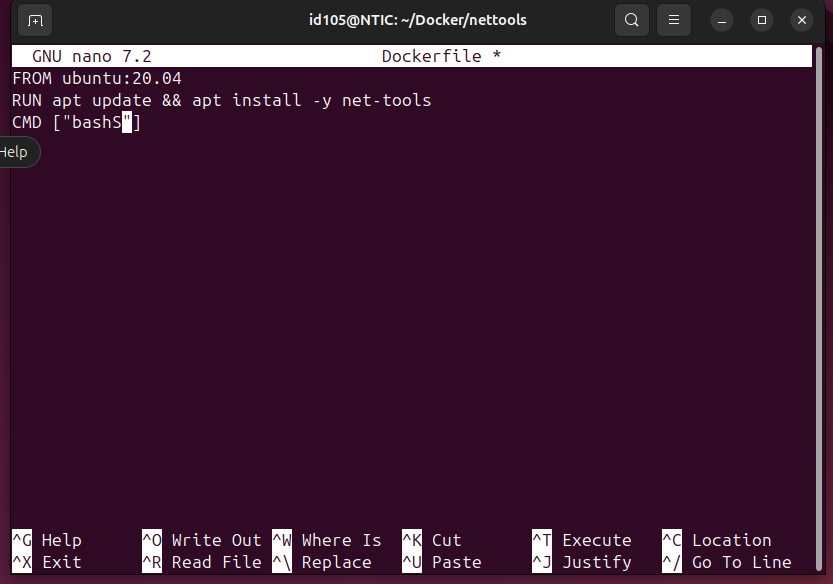 id105@NTIC: ~/Docker/nettools
GNU nano 7.2 Dockerfile *
FROM ubuntu:20.04
RUN apt update && apt install -y net-tools
CMD ["bashS"]
Help
^G Help ^O Write Out ^W Where Is ^K Cut ^T Execute ^C Location
^X Exit ^R Read File ^\ Replace ^U Paste ^J Justify ^/ Go To Line